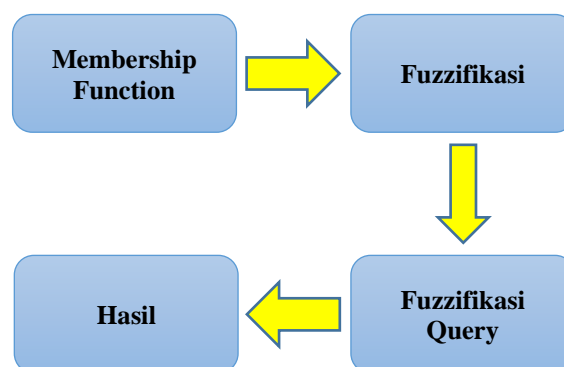 Membership
Function
Fuzzifikasi
Fuzzifikasi
Query
Hasil